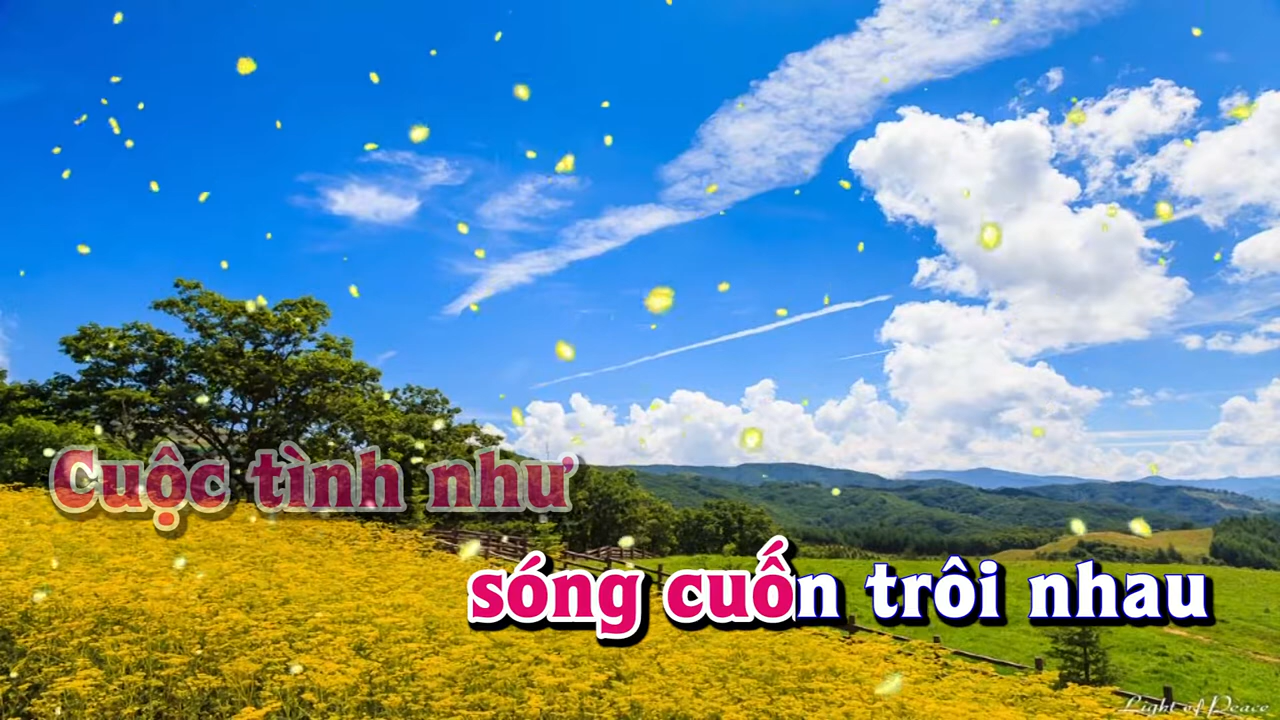 Cuộc tình như
sóng cuốn trôi nhau
Light of Peace